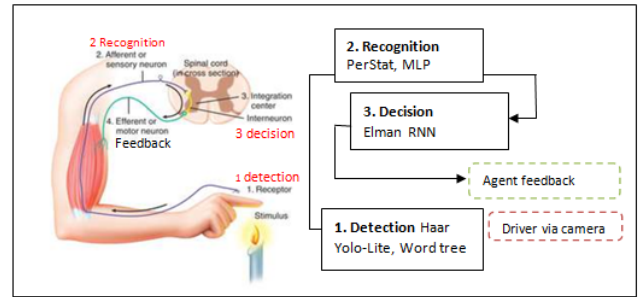 2 Recognition
2. Afferent or
sensory neuron
Spinal cord
(in cross section)
3. Integration
center
Interneuron
4. Efferent or
motor neuron
Feedback
3 decision
1 detection
1. Receptor
Stimulus
2. Recognition
PerStat, MLP
3. Decision
Elman RNN
Agent feedback
1. Detection Haar
Yolo-Lite, Word tree
Driver via camera